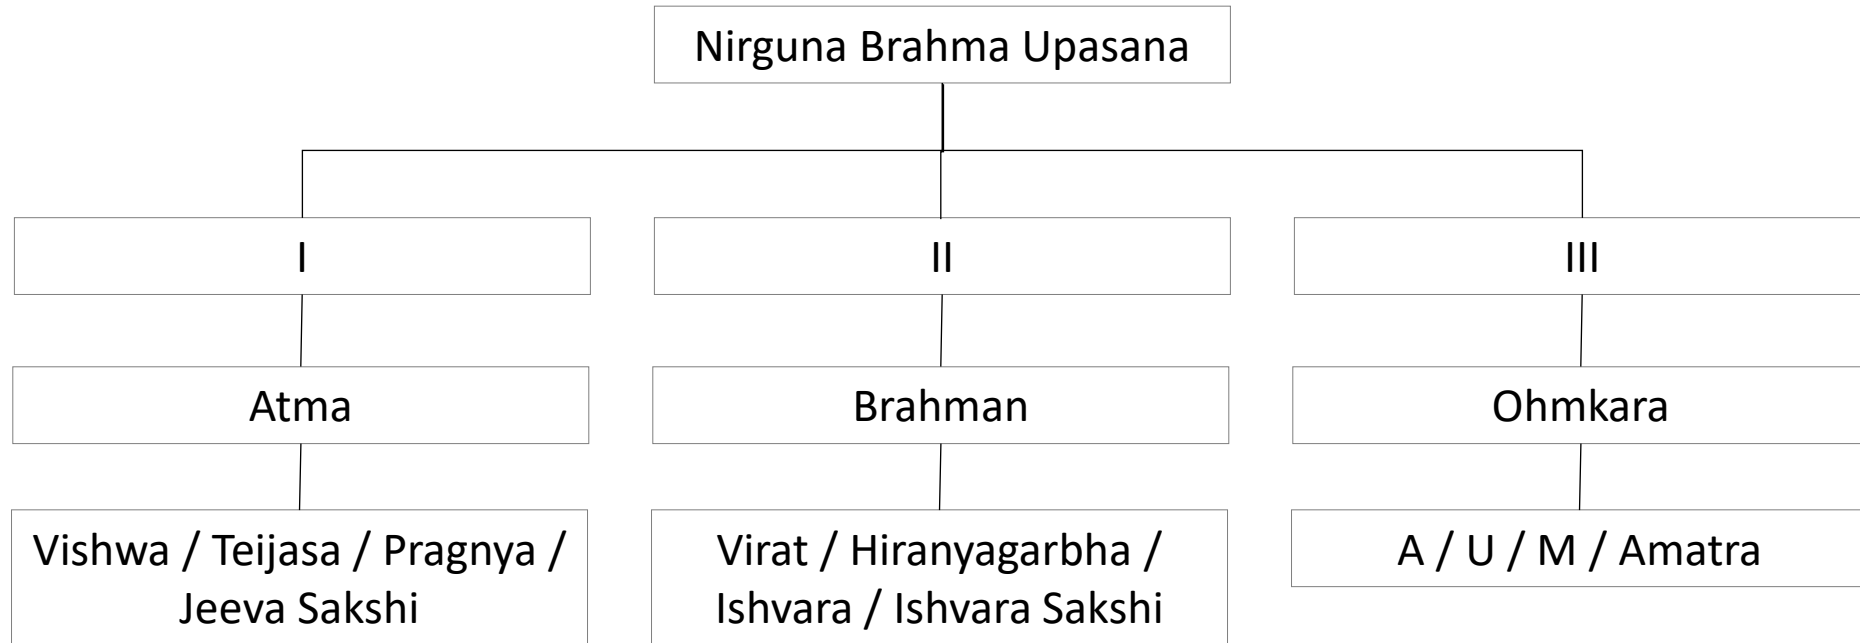 Nirguna Brahma Upasana
I
II
III
Atma
Brahman
Ohmkara
Vishwa / Teijasa / Pragnya /
Jeeva Sakshi
Virat / Hiranyagarbha /
Ishvara / Ishvara Sakshi
A / U / M / Amatra